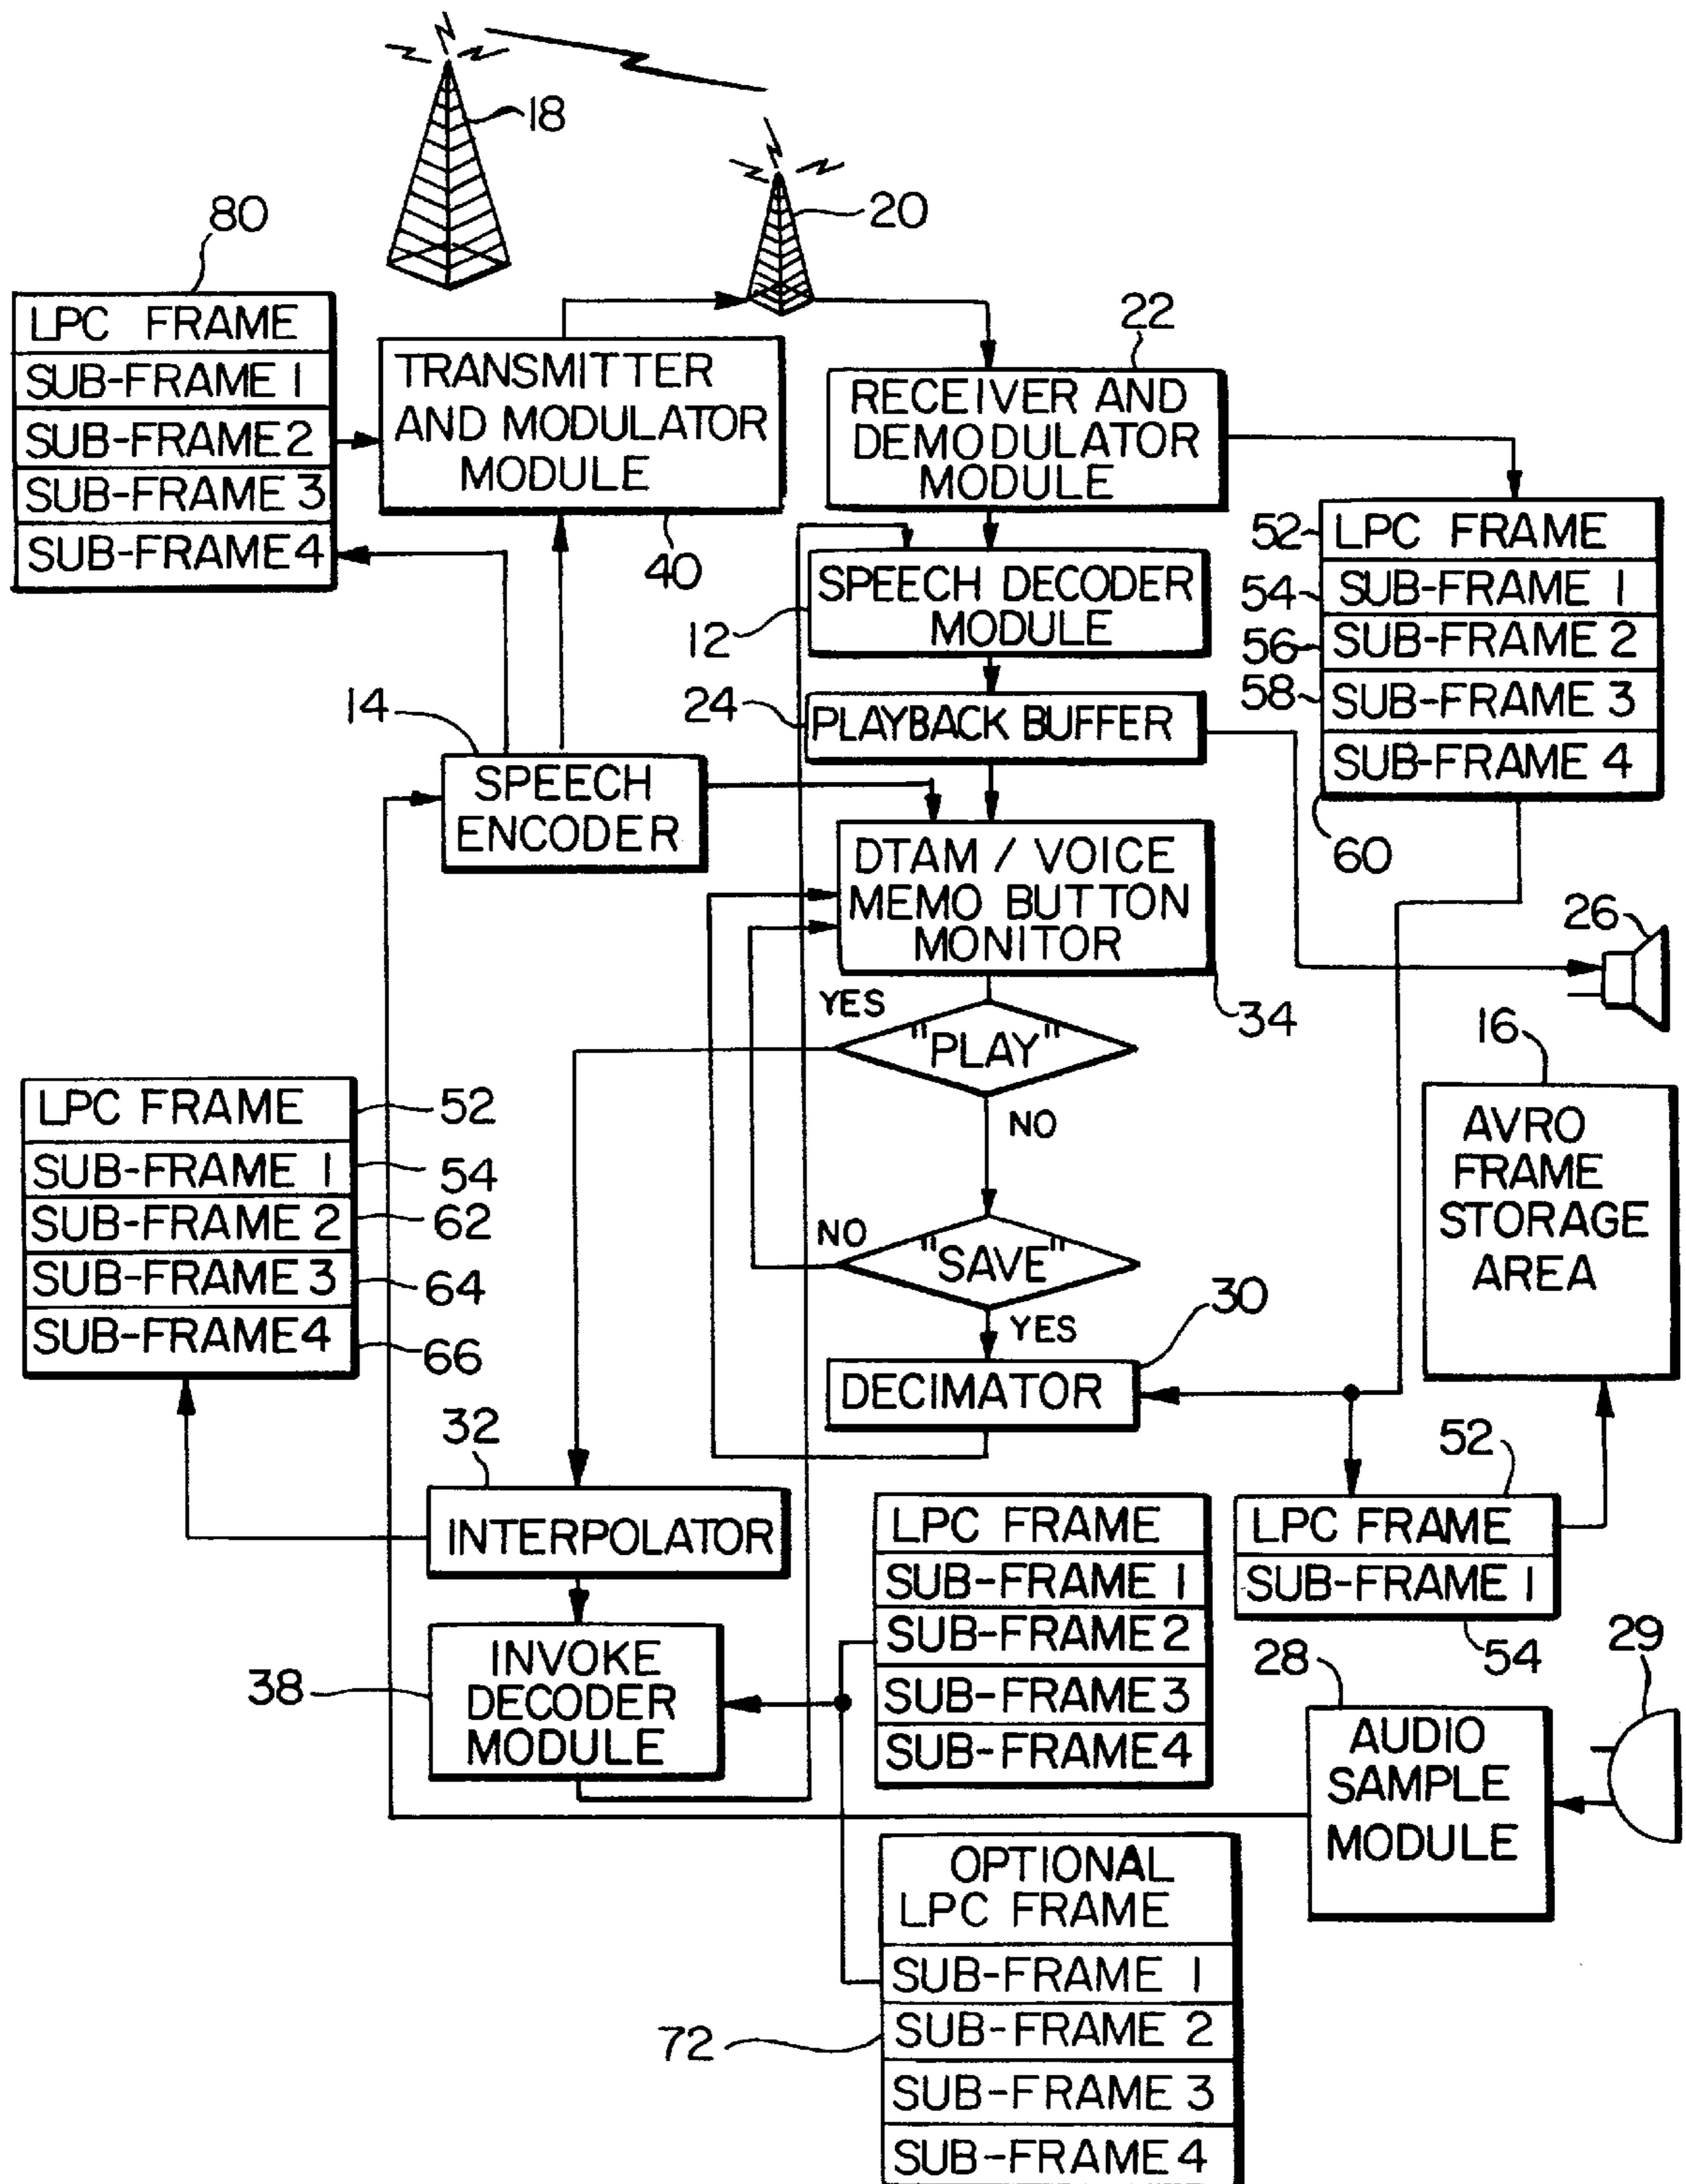 18
20
80
LPC FRAME
SUB-FRAME 1
SUB-FRAME 2
SUB-FRAME 3
SUB-FRAME 4
TRANSMITTER
AND MODULATOR
MODULE
40
22
RECEIVER AND
DEMODULATOR
MODULE
52
LPC FRAME
54
SUB-FRAME 1
56
SUB-FRAME 2
58
SUB-FRAME 3
SUB-FRAME 4
60
12
SPEECH DECODER
MODULE
24
PLAYBACK BUFFER
14
SPEECH
ENCODER
DTAM / VOICE
MEMO BUTTON
MONITOR
34
26
YES
"PLAY"
NO
16
AVRO
FRAME
STORAGE
AREA
LPC FRAME
52
SUB-FRAME 1
54
SUB-FRAME 2
62
SUB-FRAME 3
64
SUB-FRAME 4
66
NO
"SAVE"
YES
30
DECIMATOR
32
INTERPOLATOR
52
LPC FRAME
SUB-FRAME 1
54
LPC FRAME
SUB-FRAME 1
SUB-FRAME 2
SUB-FRAME 3
SUB-FRAME 4
38
INVOKE
DECODER
MODULE
28
29
AUDIO
SAMPLE
MODULE
OPTIONAL
LPC FRAME
SUB-FRAME 1
72
SUB-FRAME 2
SUB-FRAME 3
SUB-FRAME 4